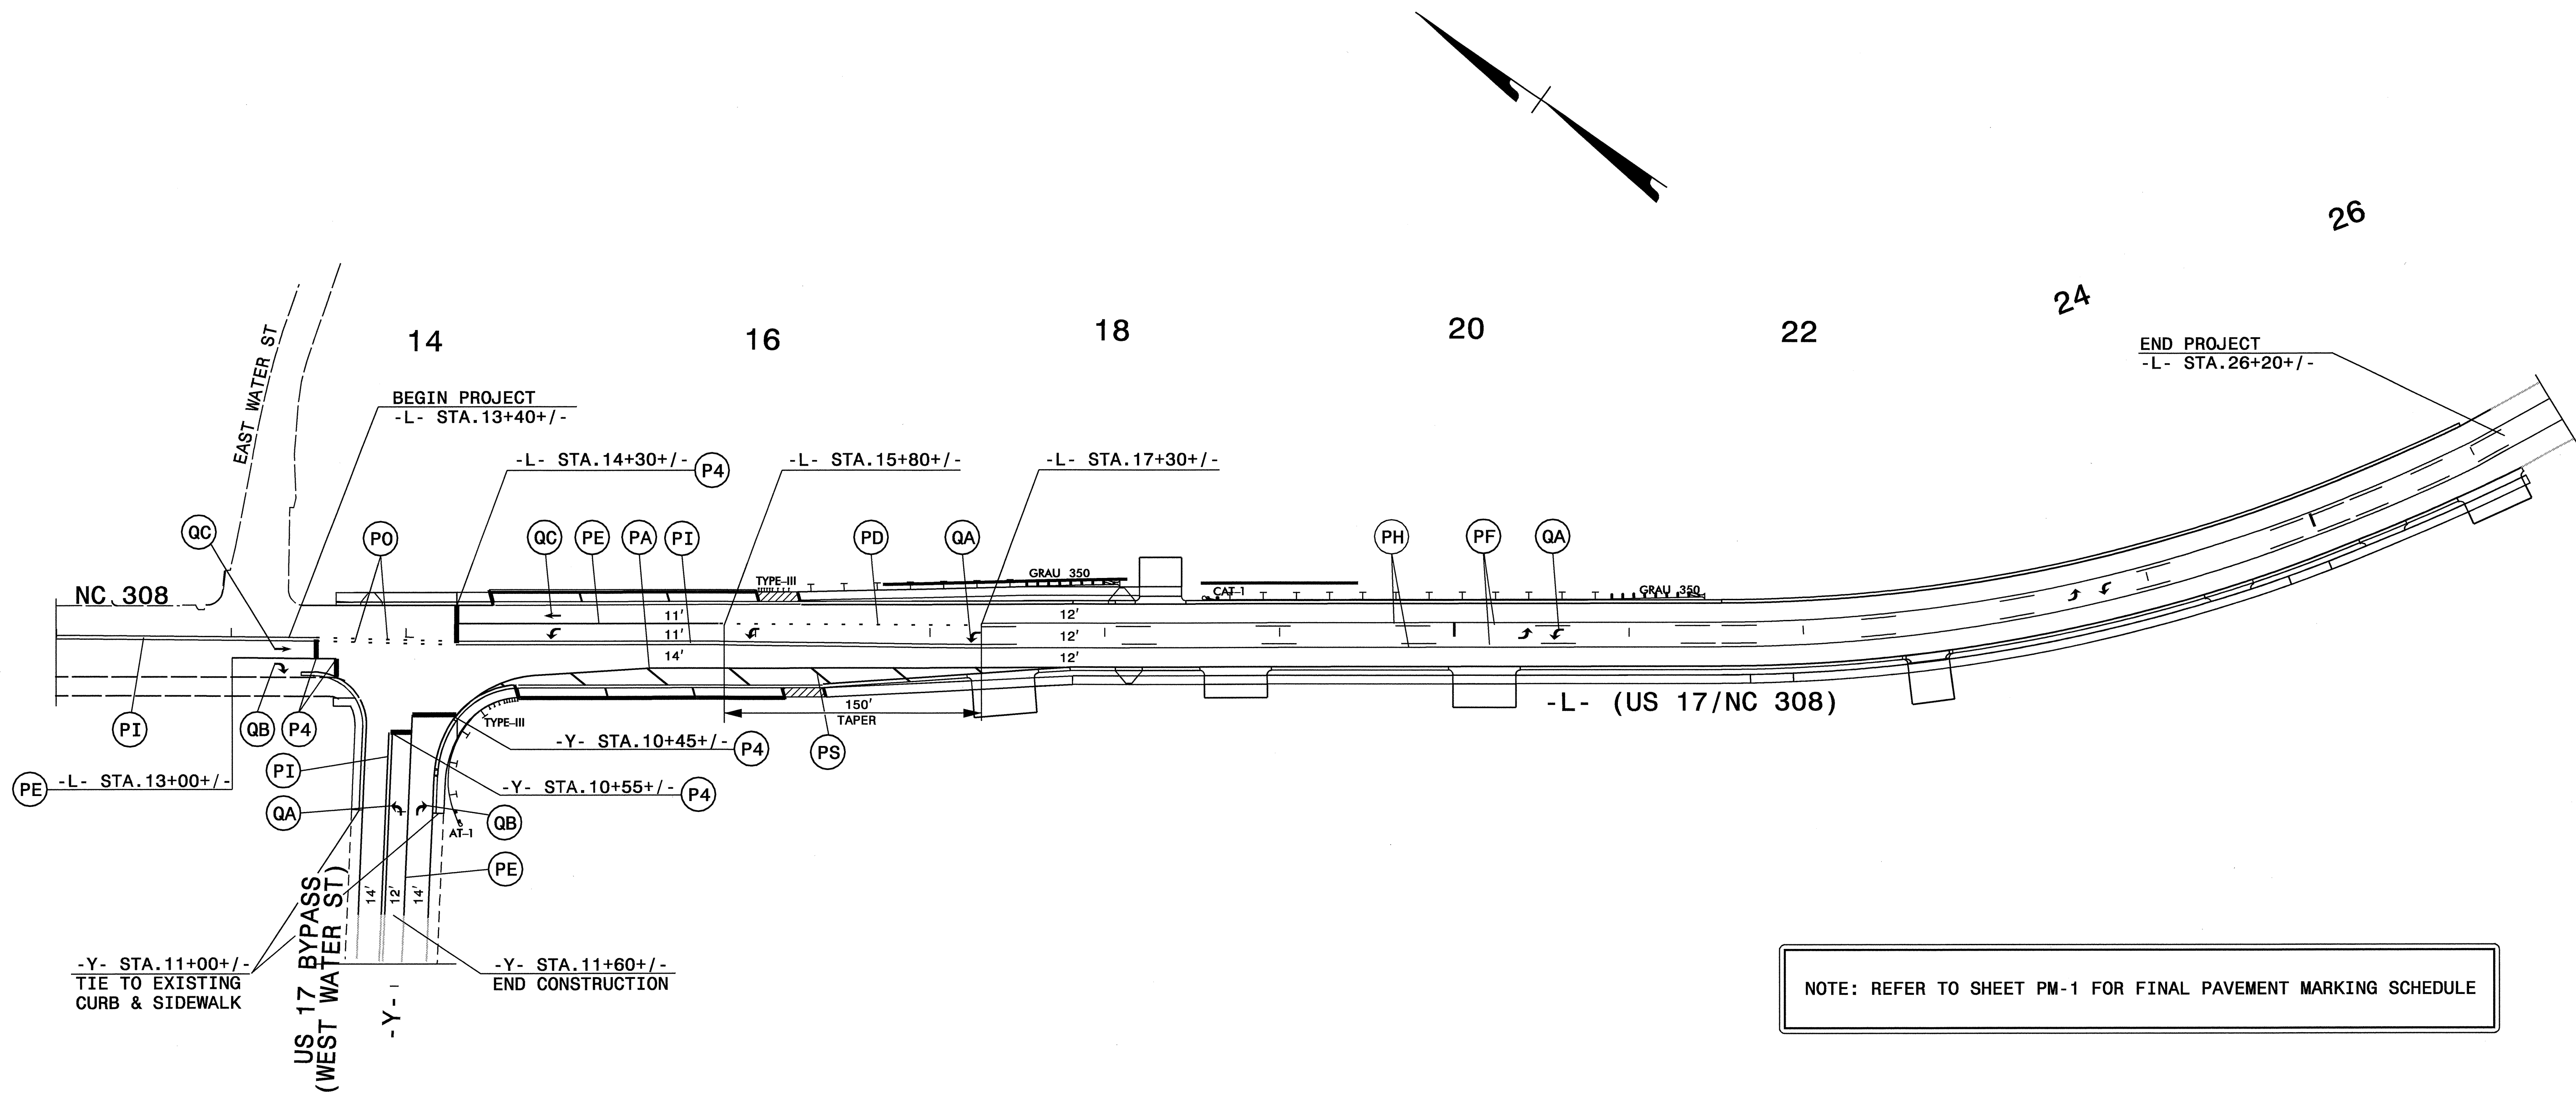 26
24
14
16
18
20
22
END PROJECT
-L- STA.26+20+/-
EAST WATER ST
BEGIN PROJECT
-L- STA.13+40+/-
-L- STA.14+30+/-
P4
-L- STA.15+80+/-
-L- STA.17+30+/-
QC
PO
QC
PE
PA
PI
PD
QA
PH
PF
QA
NC 308
TYPE-III
GRAU 350
CAT-1
GRAU 350
11'
11'
14'
12'
12'
12'
150'
TAPER
-L- (US 17/NC 308)
PI
QB
P4
TYPE-III
-Y- STA.10+45+/-
P4
PS
PE
-L- STA.13+00+/-
PI
-Y- STA.10+55+/-
P4
QA
QB
AT-1
PE
14'
12'
14'
US 17 BYPASS
(WEST WATER ST)
-Y-
-Y- STA.11+00+/-
TIE TO EXISTING
CURB & SIDEWALK
-Y- STA.11+60+/-
END CONSTRUCTION
NOTE: REFER TO SHEET PM-1 FOR FINAL PAVEMENT MARKING SCHEDULE